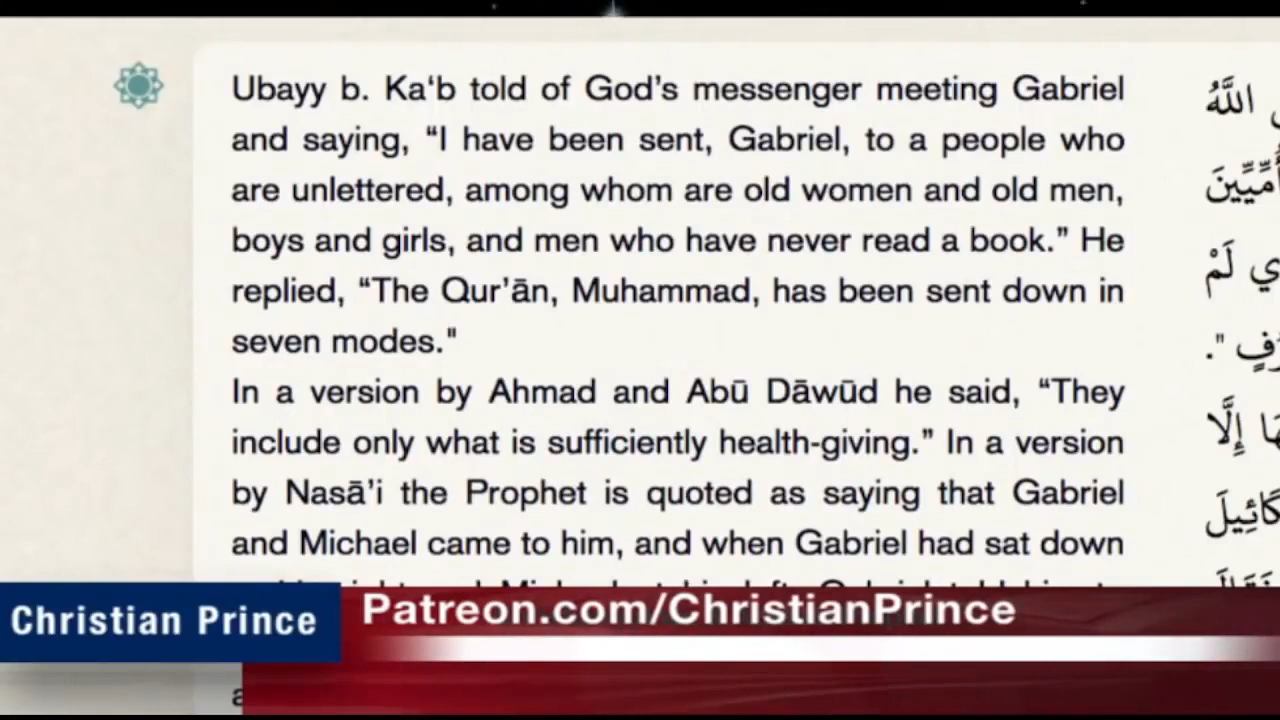 Ubayy b. Ka‘b told of God’s messenger meeting Gabriel
and saying, “I have been sent, Gabriel, to a people who
are unlettered, among whom are old women and old men,
boys and girls, and men who have never read a book.” He
replied, “The Qur’ān, Muhammad, has been sent down in
seven modes."
In a version by Ahmad and Abū Dāwūd he said, “They
include only what is sufficiently health-giving.” In a version
by Nasā’i the Prophet is quoted as saying that Gabriel
and Michael came to him, and when Gabriel had sat down
اللَّهُ
لَمْ
إِلَّا
Christian Prince
Patreon.com/ChristianPrince